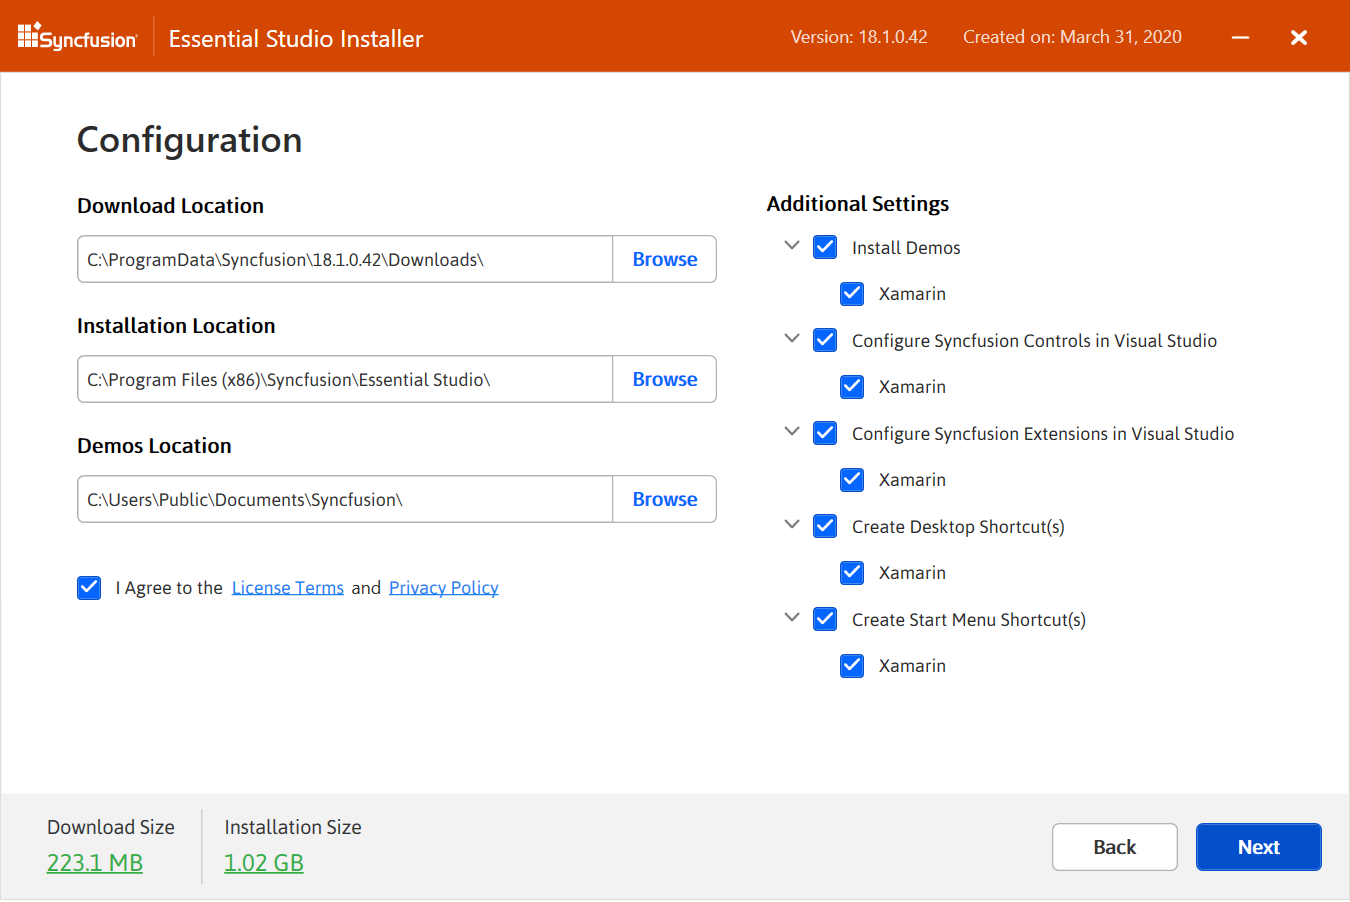 Syncfusion
Essential Studio Installer
Version: 18.1.0.42
Created on: March 31, 2020
Configuration
Download Location
C:\ProgramData\Syncfusion\18.1.0.42\Downloads\
Browse
Installation Location
C:\Program Files (x86)\Syncfusion\Essential Studio\
Browse
Demos Location
C:\Users\Public\Documents\Syncfusion\
Browse
I Agree to the License Terms and Privacy Policy
Additional Settings
Install Demos
Xamarin
Configure Syncfusion Controls in Visual Studio
Xamarin
Configure Syncfusion Extensions in Visual Studio
Xamarin
Create Desktop Shortcut(s)
Xamarin
Create Start Menu Shortcut(s)
Xamarin
Download Size
223.1 MB
Installation Size
1.02 GB
Back
Next